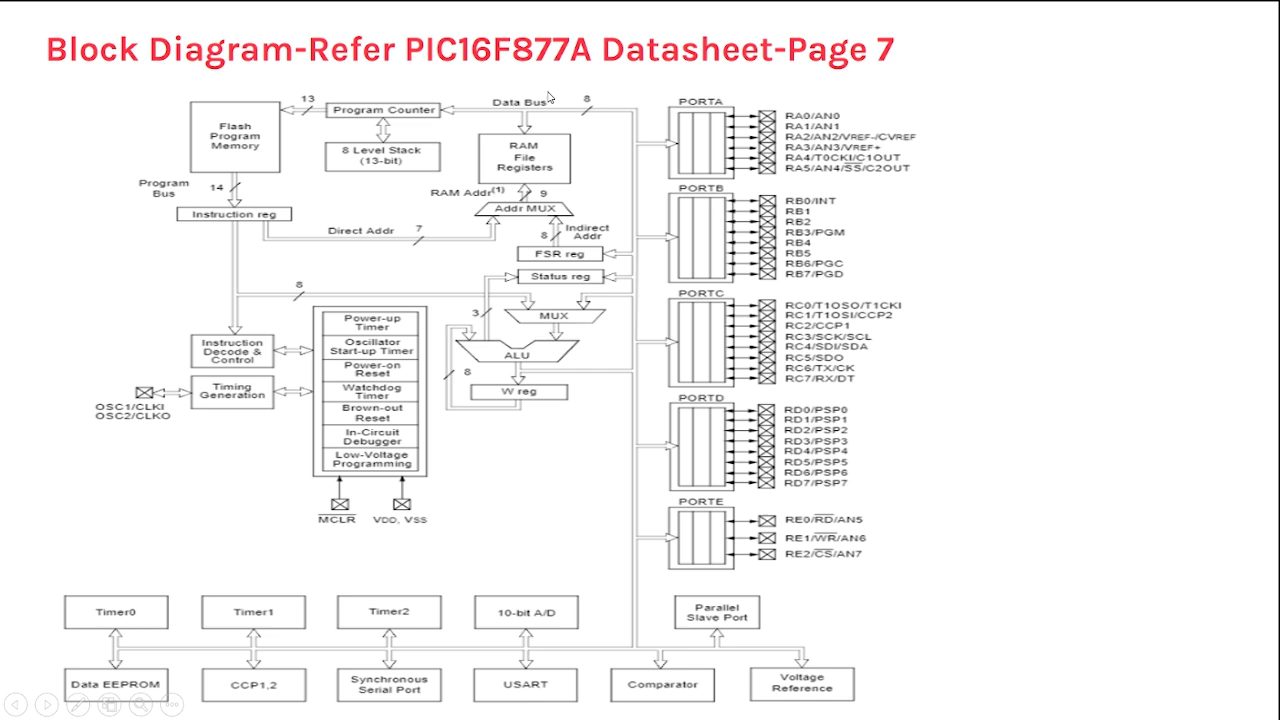 Block Diagram-Refer PIC16F877A Datasheet-Page 7
13
Program Counter
Data Bus
8
Flash
Program
Memory
8 Level Stack
(13-bit)
RAM
File
Registers
Program
Bus
14
RAM Addr(1)
9
Instruction reg
Addr MUX
Direct Addr
7
8
Indirect
Addr
FSR reg
Status reg
8
3
MUX
Power-up
Timer
Oscillator
Start-up Timer
Power-on
Reset
Watchdog
Timer
Brown-out
Reset
In-Circuit
Debugger
Low-Voltage
Programming
Instruction
Decode &
Control
Timing
Generation
OSC1/CLKI
OSC2/CLKO
ALU
8
W reg
MCLR
VDD, VSS
PORTA
RA0/AN0
RA1/AN1
RA2/AN2/VREF-/CVREF
RA3/AN3/VREF+
RA4/T0CKI/C1OUT
RA5/AN4/SS/C2OUT
PORTB
RB0/INT
RB1
RB2
RB3/PGM
RB4
RB5
RB6/PGC
RB7/PGD
PORTC
RC0/T1OSO/T1CKI
RC1/T1OSI/CCP2
RC2/CCP1
RC3/SCK/SCL
RC4/SDI/SDA
RC5/SDO
RC6/TX/CK
RC7/RX/DT
PORTD
RD0/PSP0
RD1/PSP1
RD2/PSP2
RD3/PSP3
RD4/PSP4
RD5/PSP5
RD6/PSP6
RD7/PSP7
PORTE
RE0/RD/AN5
RE1/WR/AN6
RE2/CS/AN7
Timer0
Timer1
Timer2
10-bit A/D
Parallel
Slave Port
Data EEPROM
CCP1,2
Synchronous
Serial Port
USART
Comparator
Voltage
Reference